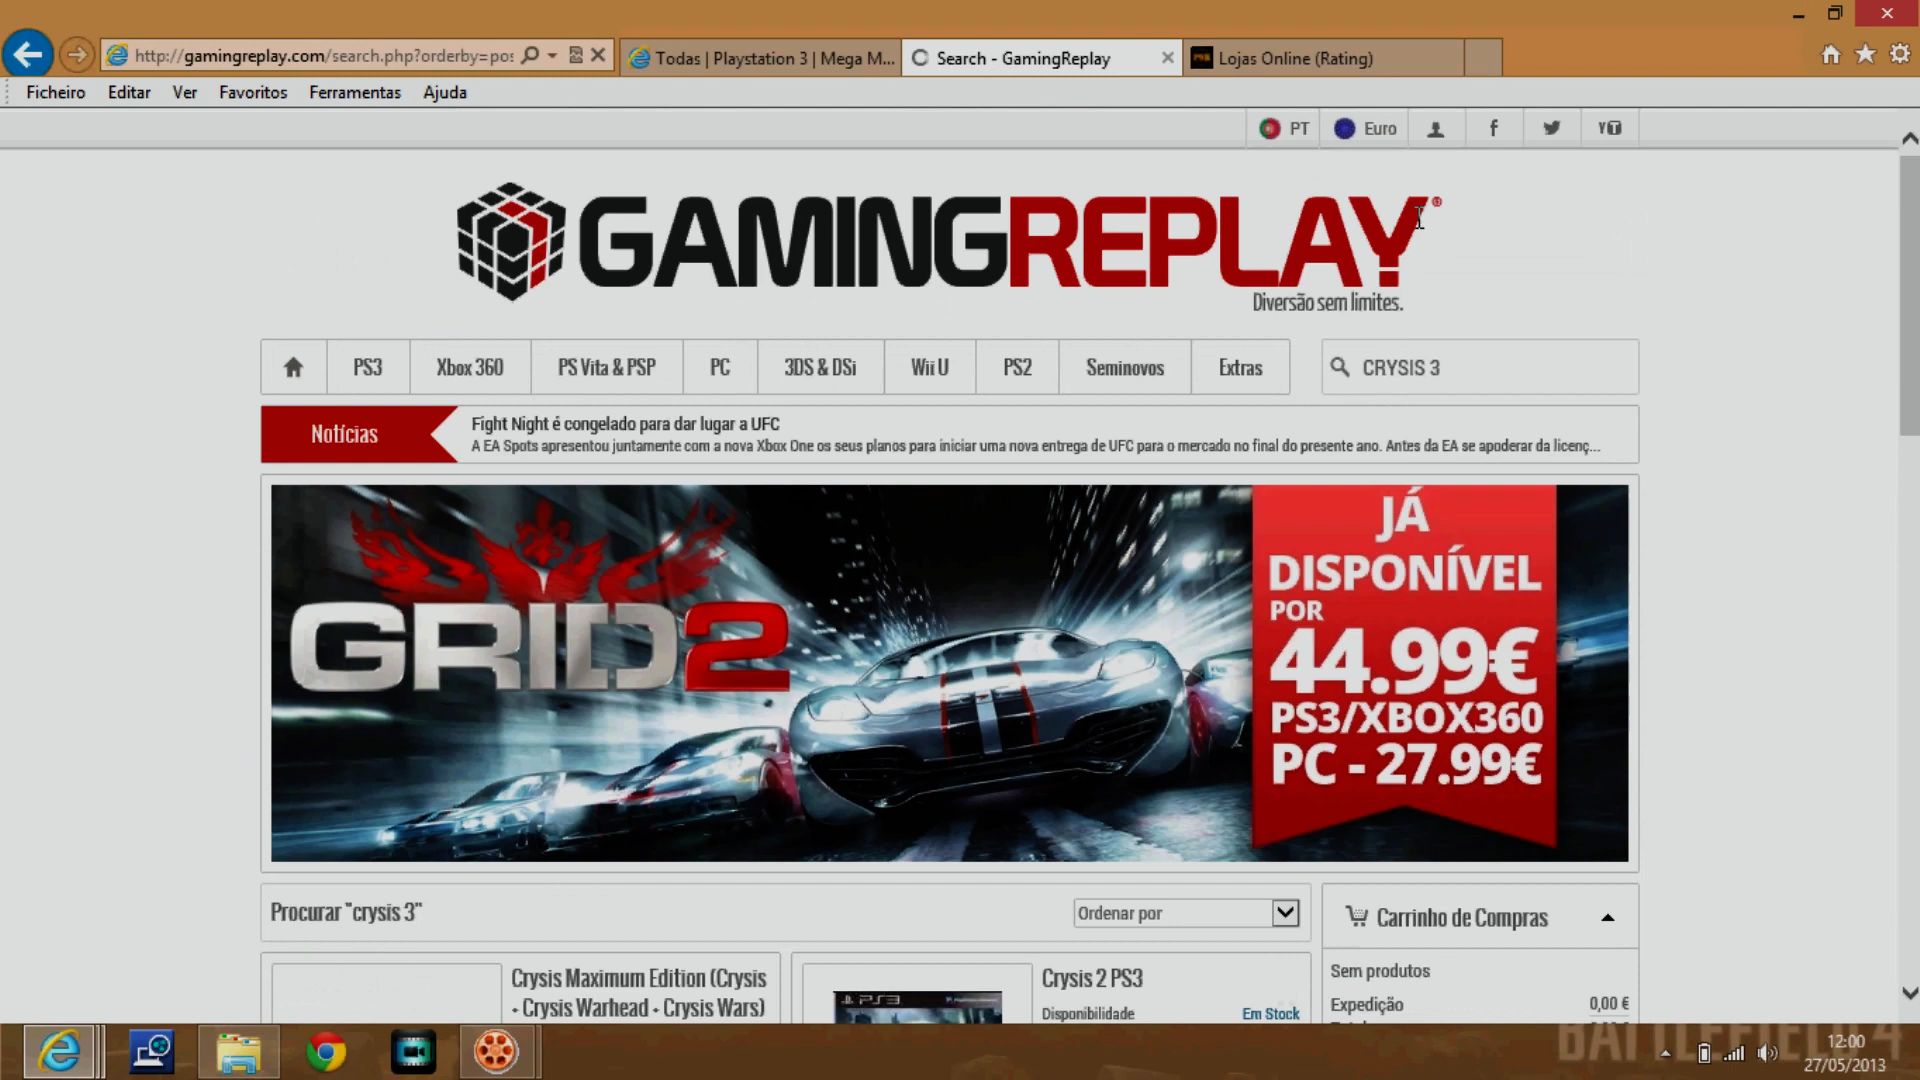 http://gamingreplay.com/search.php?orderby=pos
Todas | Playstation 3 | Mega M...
Search - GamingReplay
Lojas Online (Rating)
Ficheiro Editar Ver Favoritos Ferramentas Ajuda
PT Euro
GAMINGREPLAY®
Diversão sem limites.
PS3 Xbox 360 PS Vita & PSP PC 3DS & DSi Wii U PS2 Seminovos Extras CRYSIS 3
Notícias
Fight Night é congelado para dar lugar a UFC
A EA Spots apresentou juntamente com a nova Xbox One os seus planos para iniciar uma nova entrega de UFC para o mercado no final do presente ano. Antes da EA se apoderar da licenç...
GRID2
JÁ
DISPONÍVEL
POR
44.99€
PS3/XBOX360
PC - 27.99€
Procurar "crysis 3"
Ordenar por
Carrinho de Compras
Crysis Maximum Edition (Crysis
+ Crysis Warhead + Crysis Wars)
PS3
Crysis 2 PS3
Disponibilidade Em Stock
Sem produtos
Expedição 0,00 €
BATTLEFIELD 4
12:00
27/05/2013